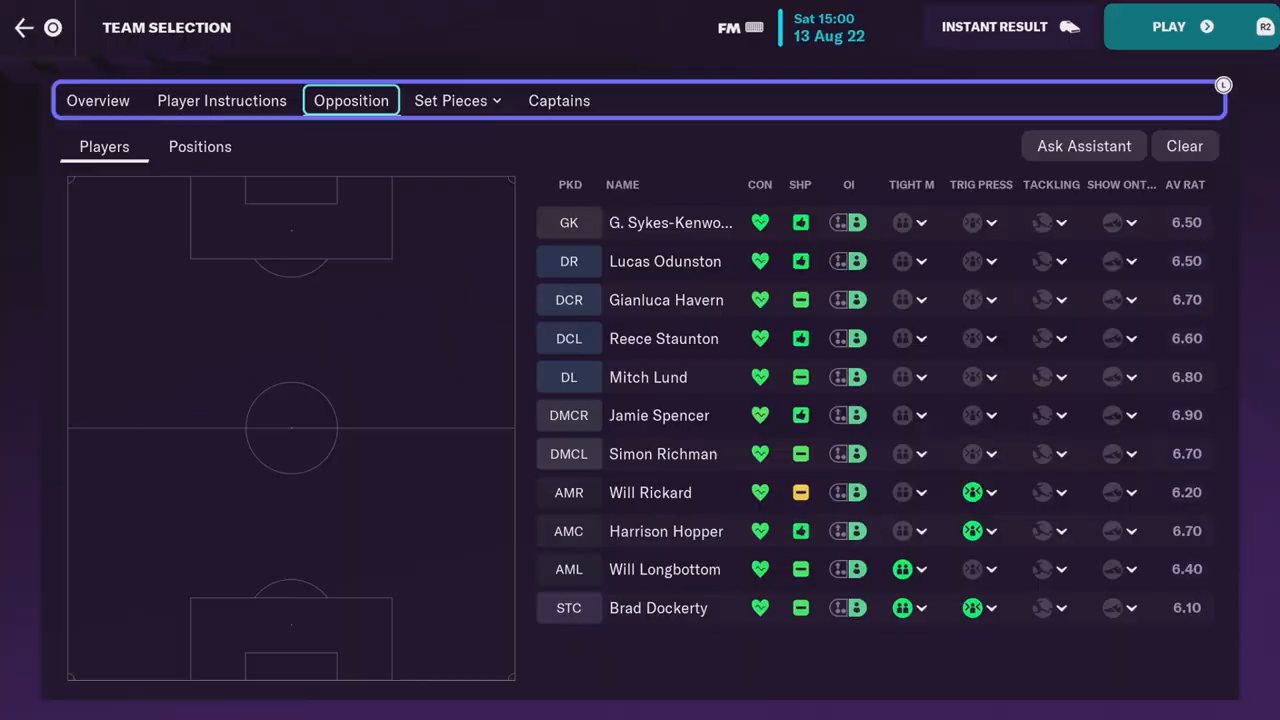 TEAM SELECTION
FM
Sat 15:00
13 Aug 22
INSTANT RESULT
PLAY
R2
Overview Player Instructions Opposition Set Pieces Captains
L
Players Positions
Ask Assistant Clear
PKD NAME CON SHP OI TIGHT M TRIG PRESS TACKLING SHOW ONT... AV RAT
GK G. Sykes-Kenwo... 6.50
DR Lucas Odunston 6.50
DCR Gianluca Havern 6.70
DCL Reece Staunton 6.60
DL Mitch Lund 6.80
DMCR Jamie Spencer 6.90
DMCL Simon Richman 6.70
AMR Will Rickard 6.20
AMC Harrison Hopper 6.70
AML Will Longbottom 6.40
STC Brad Dockerty 6.10